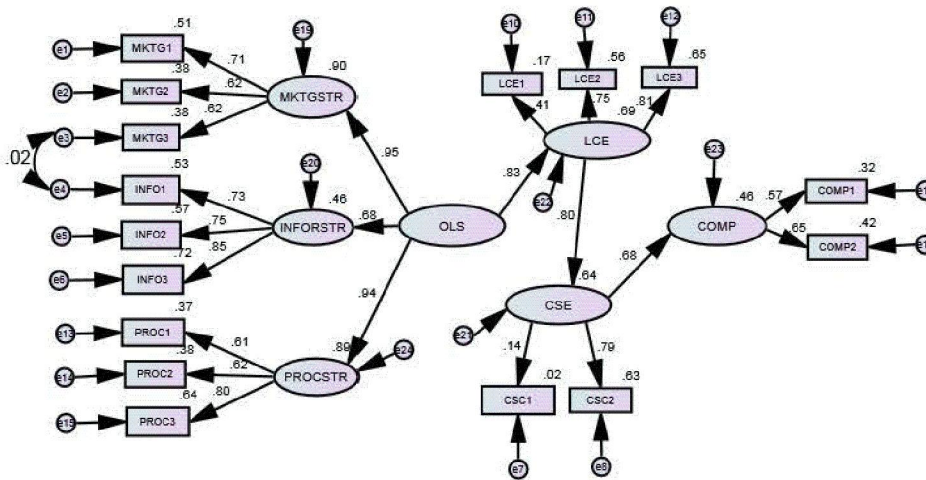 .51
e1
MKTG1
.71
.38
e2
MKTG2
.62
.38
e3
MKTG3
.62
.02
.53
e4
INFO1
.73
.57
e5
INFO2
.75
.72
e6
INFO3
.85
.37
e13
PROC1
.61
.38
e14
PROC2
.62
.64
e15
PROC3
.80
e19
.90
MKTGSTR
.95
e20
.46
INFORSTR
.68
OLS
.94
.89
e24
PROCSTR
.83
e10
e11
e12
.17
.56
.65
LCE1
LCE2
LCE3
.41
.75
.69
.81
LCE
e22
.80
.64
CSE
e21
.14
.79
.02
.63
CSC1
CSC2
e7
e8
.68
e23
.46
COMP
.57
.32
COMP1
.65
.42
COMP2